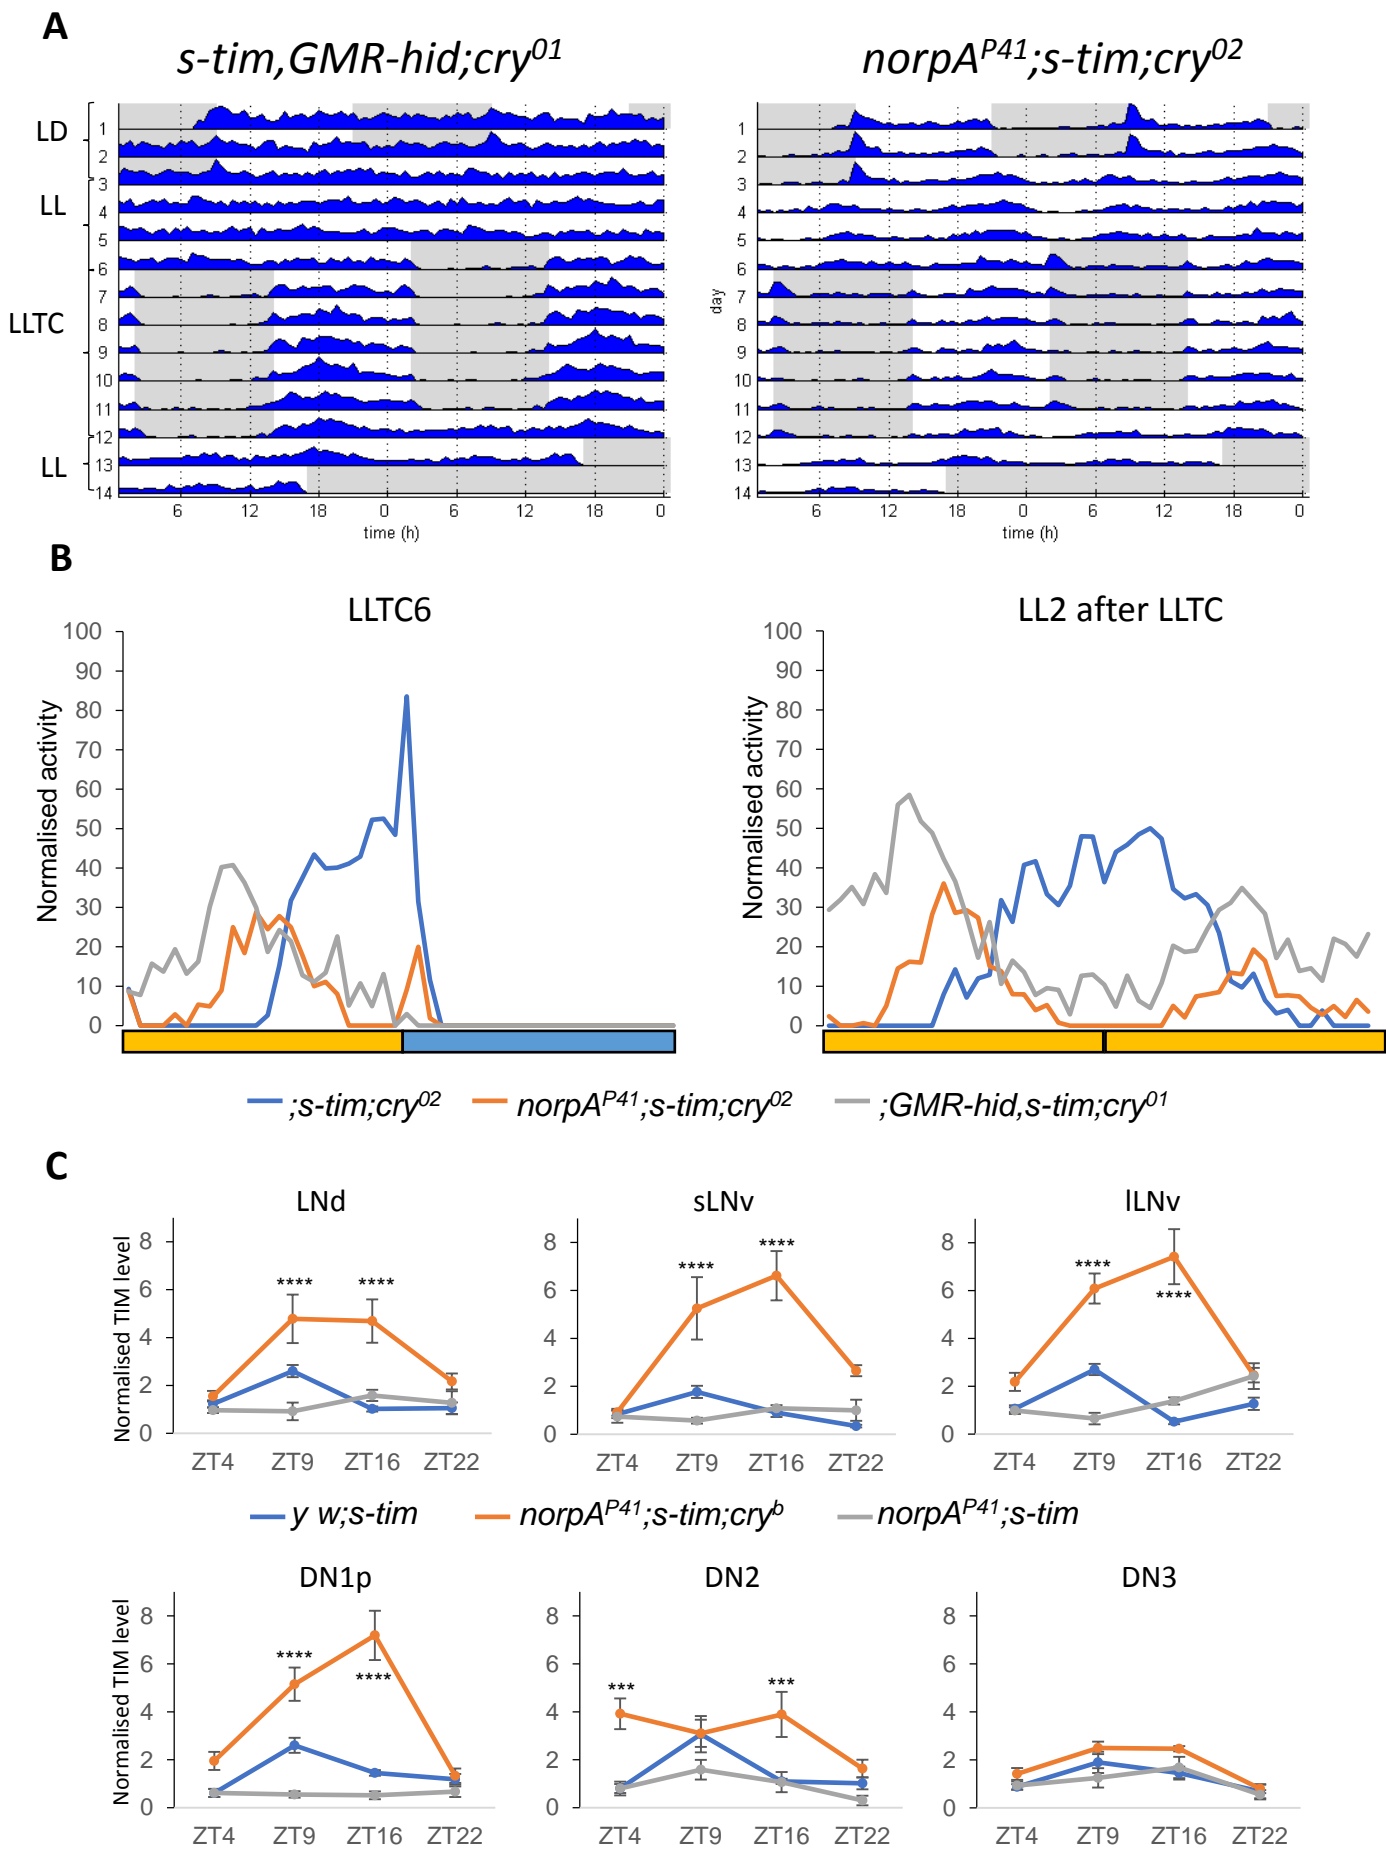 A
s-tim,GMR-hid;cry01
norpAP41;s-tim;cry02
LD
LL
LLTC
LL
1
2
3
4
5
6
7
8
9
10
11
12
13
14
6 12 18 0 6 12 18 0
time (h)
day
1
2
3
4
5
6
7
8
9
10
11
12
13
14
6 12 18 0 6 12 18 0
time (h)
B
LLTC6
Normalised activity
100
90
80
70
60
50
40
30
20
10
0
LL2 after LLTC
Normalised activity
100
90
80
70
60
50
40
30
20
10
0
;s-tim;cry02 norpAP41;s-tim;cry02 ;GMR-hid,s-tim;cry01
C
LNd
Normalised TIM level
8
6
4
2
0
**** ****
ZT4 ZT9 ZT16 ZT22
sLNv
8
6
4
2
0
**** ****
ZT4 ZT9 ZT16 ZT22
lLNv
8
6
4
2
0
**** ****
ZT4 ZT9 ZT16 ZT22
y w;s-tim norpAP41;s-tim;cryb norpAP41;s-tim
DN1p
Normalised TIM level
8
6
4
2
0
**** ****
ZT4 ZT9 ZT16 ZT22
DN2
8
6
4
2
0
*** ***
ZT4 ZT9 ZT16 ZT22
DN3
8
6
4
2
0
ZT4 ZT9 ZT16 ZT22